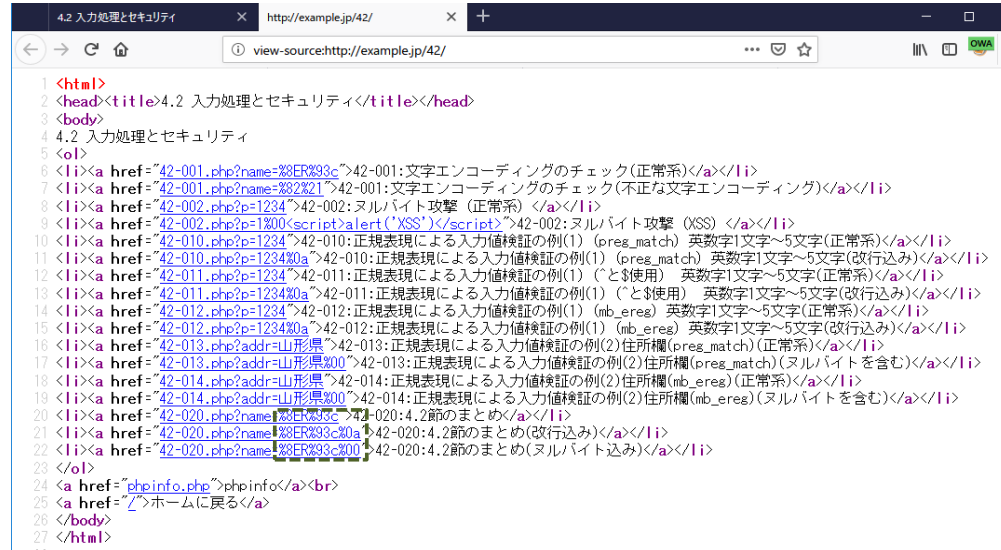 4.2 入力処理とセキュリティ × http://example.jp/42/ × +
view-source:http://example.jp/42/ OWA
1 <html>
2 <head><title>4.2 入力処理とセキュリティ</title></head>
3 <body>
4 4.2 入力処理とセキュリティ
5 <ol>
6 <li><a href="42-001.php?name=%8ER%93c">42-001:文字エンコーディングのチェック(正常系)</a></li>
7 <li><a href="42-001.php?name=%82%21">42-001:文字エンコーディングのチェック(不正な文字エンコーディング)</a></li>
8 <li><a href="42-002.php?p=1234">42-002:ヌルバイト攻撃 (正常系) </a></li>
9 <li><a href="42-002.php?p=1%00<script>alert('XSS')</script>">42-002:ヌルバイト攻撃 (XSS) </a></li>
10 <li><a href="42-010.php?p=1234">42-010:正規表現による入力値検証の例(1) (preg_match) 英数字1文字~5文字(正常系)</a></li>
11 <li><a href="42-010.php?p=1234%0a">42-010:正規表現による入力値検証の例(1) (preg_match) 英数字1文字~5文字(改行込み)</a></li>
12 <li><a href="42-011.php?p=1234">42-011:正規表現による入力値検証の例(1) (^と$使用) 英数字1文字~5文字(正常系)</a></li>
13 <li><a href="42-011.php?p=1234%0a">42-011:正規表現による入力値検証の例(1) (^と$使用) 英数字1文字~5文字(改行込み)</a></li>
14 <li><a href="42-012.php?p=1234">42-012:正規表現による入力値検証の例(1) (mb_ereg) 英数字1文字~5文字(正常系)</a></li>
15 <li><a href="42-012.php?p=1234%0a">42-012:正規表現による入力値検証の例(1) (mb_ereg) 英数字1文字~5文字(改行込み)</a></li>
16 <li><a href="42-013.php?addr=山形県">42-013:正規表現による入力値検証の例(2)住所欄(preg_match)(正常系)</a></li>
17 <li><a href="42-013.php?addr=山形県%00">42-013:正規表現による入力値検証の例(2)住所欄(preg_match)(ヌルバイトを含む)</a></li>
18 <li><a href="42-014.php?addr=山形県">42-014:正規表現による入力値検証の例(2)住所欄(mb_ereg)(正常系)</a></li>
19 <li><a href="42-014.php?addr=山形県%00">42-014:正規表現による入力値検証の例(2)住所欄(mb_ereg)(ヌルバイトを含む)</a></li>
20 <li><a href="42-020.php?name=%8ER%93c">42-020:4.2節のまとめ</a></li>
21 <li><a href="42-020.php?name=%8ER%93c%0a">42-020:4.2節のまとめ(改行込み)</a></li>
22 <li><a href="42-020.php?name=%8ER%93c%00">42-020:4.2節のまとめ(ヌルバイト込み)</a></li>
23 </ol>
24 <a href="phpinfo.php">phpinfo</a><br>
25 <a href="/">ホームに戻る</a>
26 </body>
27 </html>